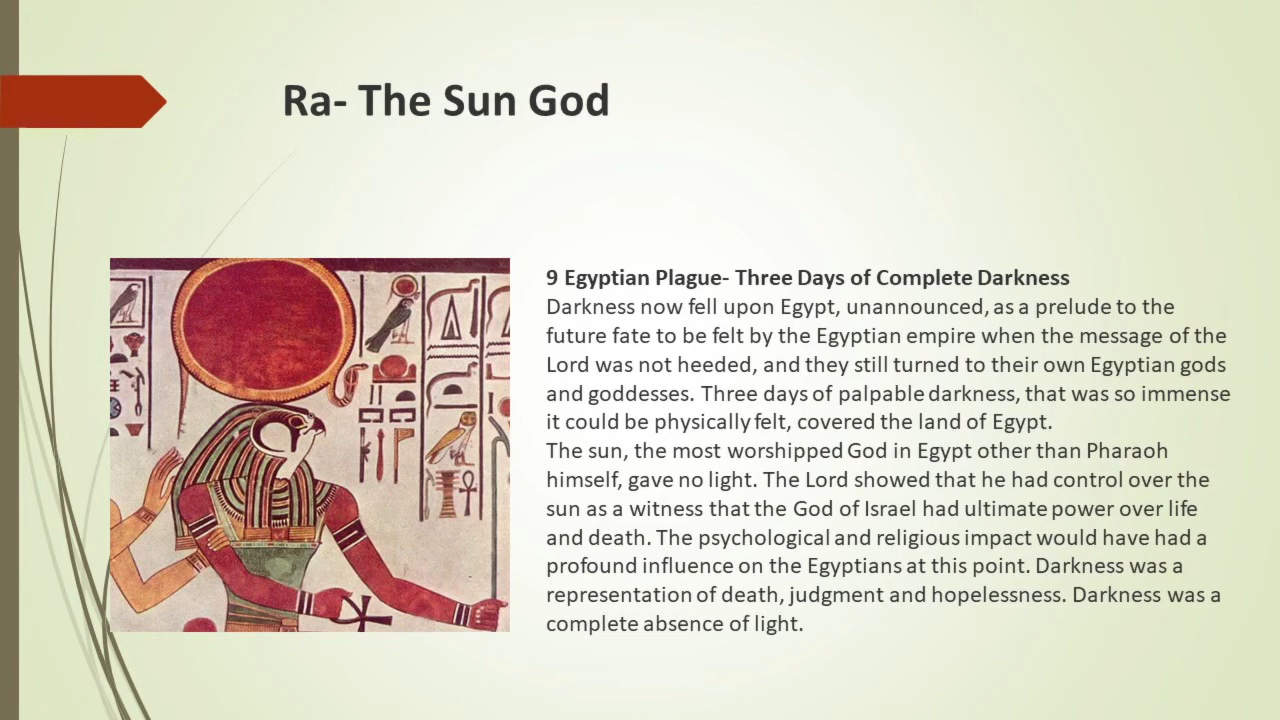 Ra- The Sun God
9 Egyptian Plague- Three Days of Complete Darkness
Darkness now fell upon Egypt, unannounced, as a prelude to the
future fate to be felt by the Egyptian empire when the message of the
Lord was not heeded, and they still turned to their own Egyptian gods
and goddesses. Three days of palpable darkness, that was so immense
it could be physically felt, covered the land of Egypt.
The sun, the most worshipped God in Egypt other than Pharaoh
himself, gave no light. The Lord showed that he had control over the
sun as a witness that the God of Israel had ultimate power over life
and death. The psychological and religious impact would have had a
profound influence on the Egyptians at this point. Darkness was a
representation of death, judgment and hopelessness. Darkness was a
complete absence of light.